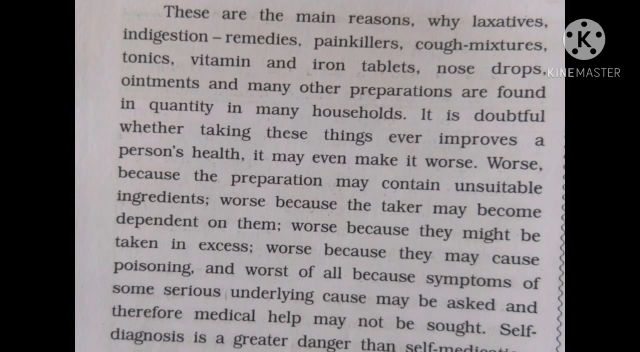 These are the main reasons, why laxatives,
indigestion – remedies, painkillers, cough-mixtures,
tonics, vitamin and iron tablets, nose drops,
ointments and many other preparations are found
in quantity in many households. It is doubtful
whether taking these things ever improves a
person's health, it may even make it worse. Worse,
because the preparation may contain unsuitable
ingredients; worse because the taker may become
dependent on them; worse because they might be
taken in excess; worse because they may cause
poisoning, and worst of all because symptoms of
some serious underlying cause may be asked and
therefore medical help may not be sought. Self-
diagnosis is a greater danger than
K
KINEMASTER